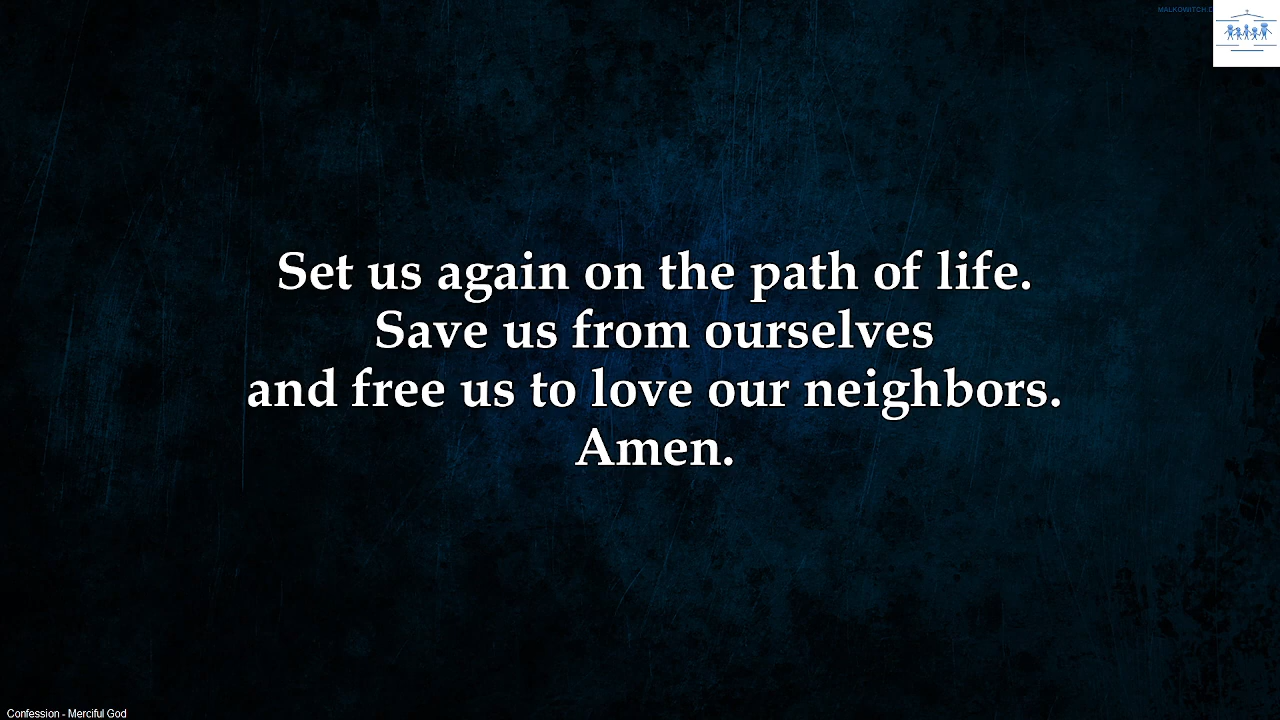 MALKOWITCH.D
Set us again on the path of life.
Save us from ourselves
and free us to love our neighbors.
Amen.
Confession - Merciful God